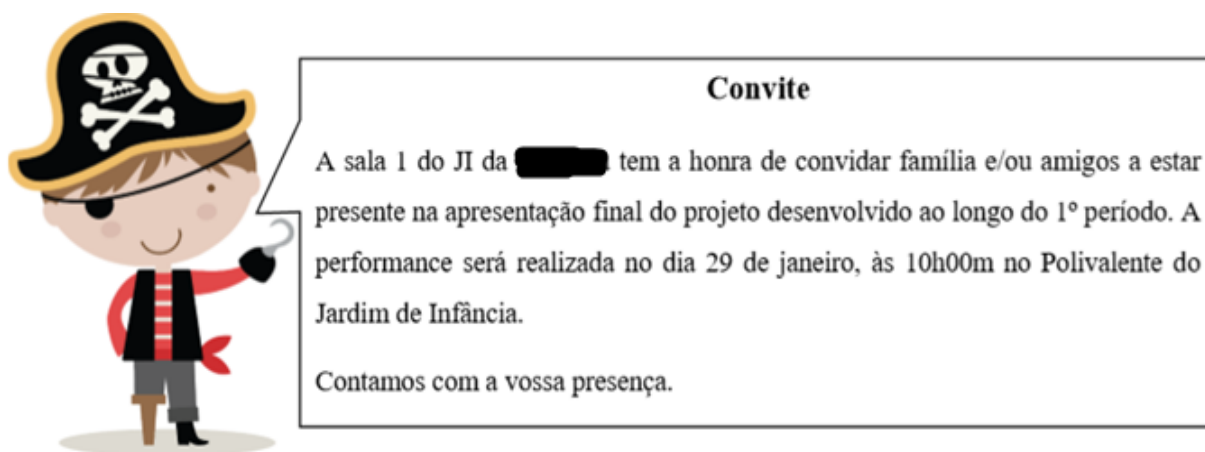 Convite
A sala 1 do JI da tem a honra de convidar família e/ou amigos a estar
presente na apresentação final do projeto desenvolvido ao longo do 1º período. A
performance será realizada no dia 29 de janeiro, às 10h00m no Polivalente do
Jardim de Infância.
Contamos com a vossa presença.